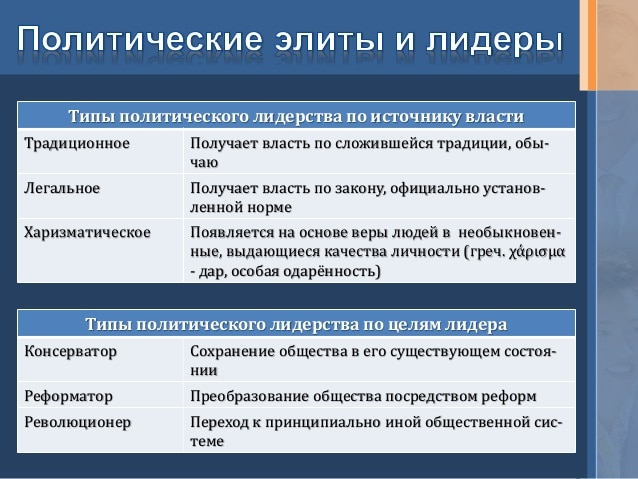 Политические элиты и лидеры
Типы политического лидерства по источнику власти
Традиционное
Получает власть по сложившейся традиции, обы-
чаю
Легальное
Получает власть по закону, официально установ-
ленной норме
Харизматическое
Появляется на основе веры людей в необыкновен-
ные, выдающиеся качества личности (греч. χάρισμα
- дар, особая одарённость)
Типы политического лидерства по целям лидера
Консерватор
Сохранение общества в его существующем состоя-
нии
Реформатор
Преобразование общества посредством реформ
Революционер
Переход к принципиально иной общественной сис-
теме